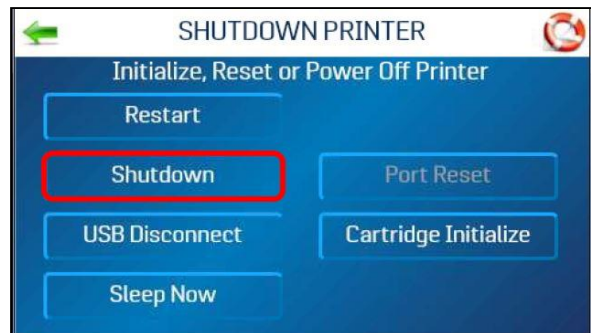 SHUTDOWN PRINTER
Initialize, Reset or Power Off Printer
Restart
Shutdown
Port Reset
USB Disconnect
Cartridge Initialize
Sleep Now